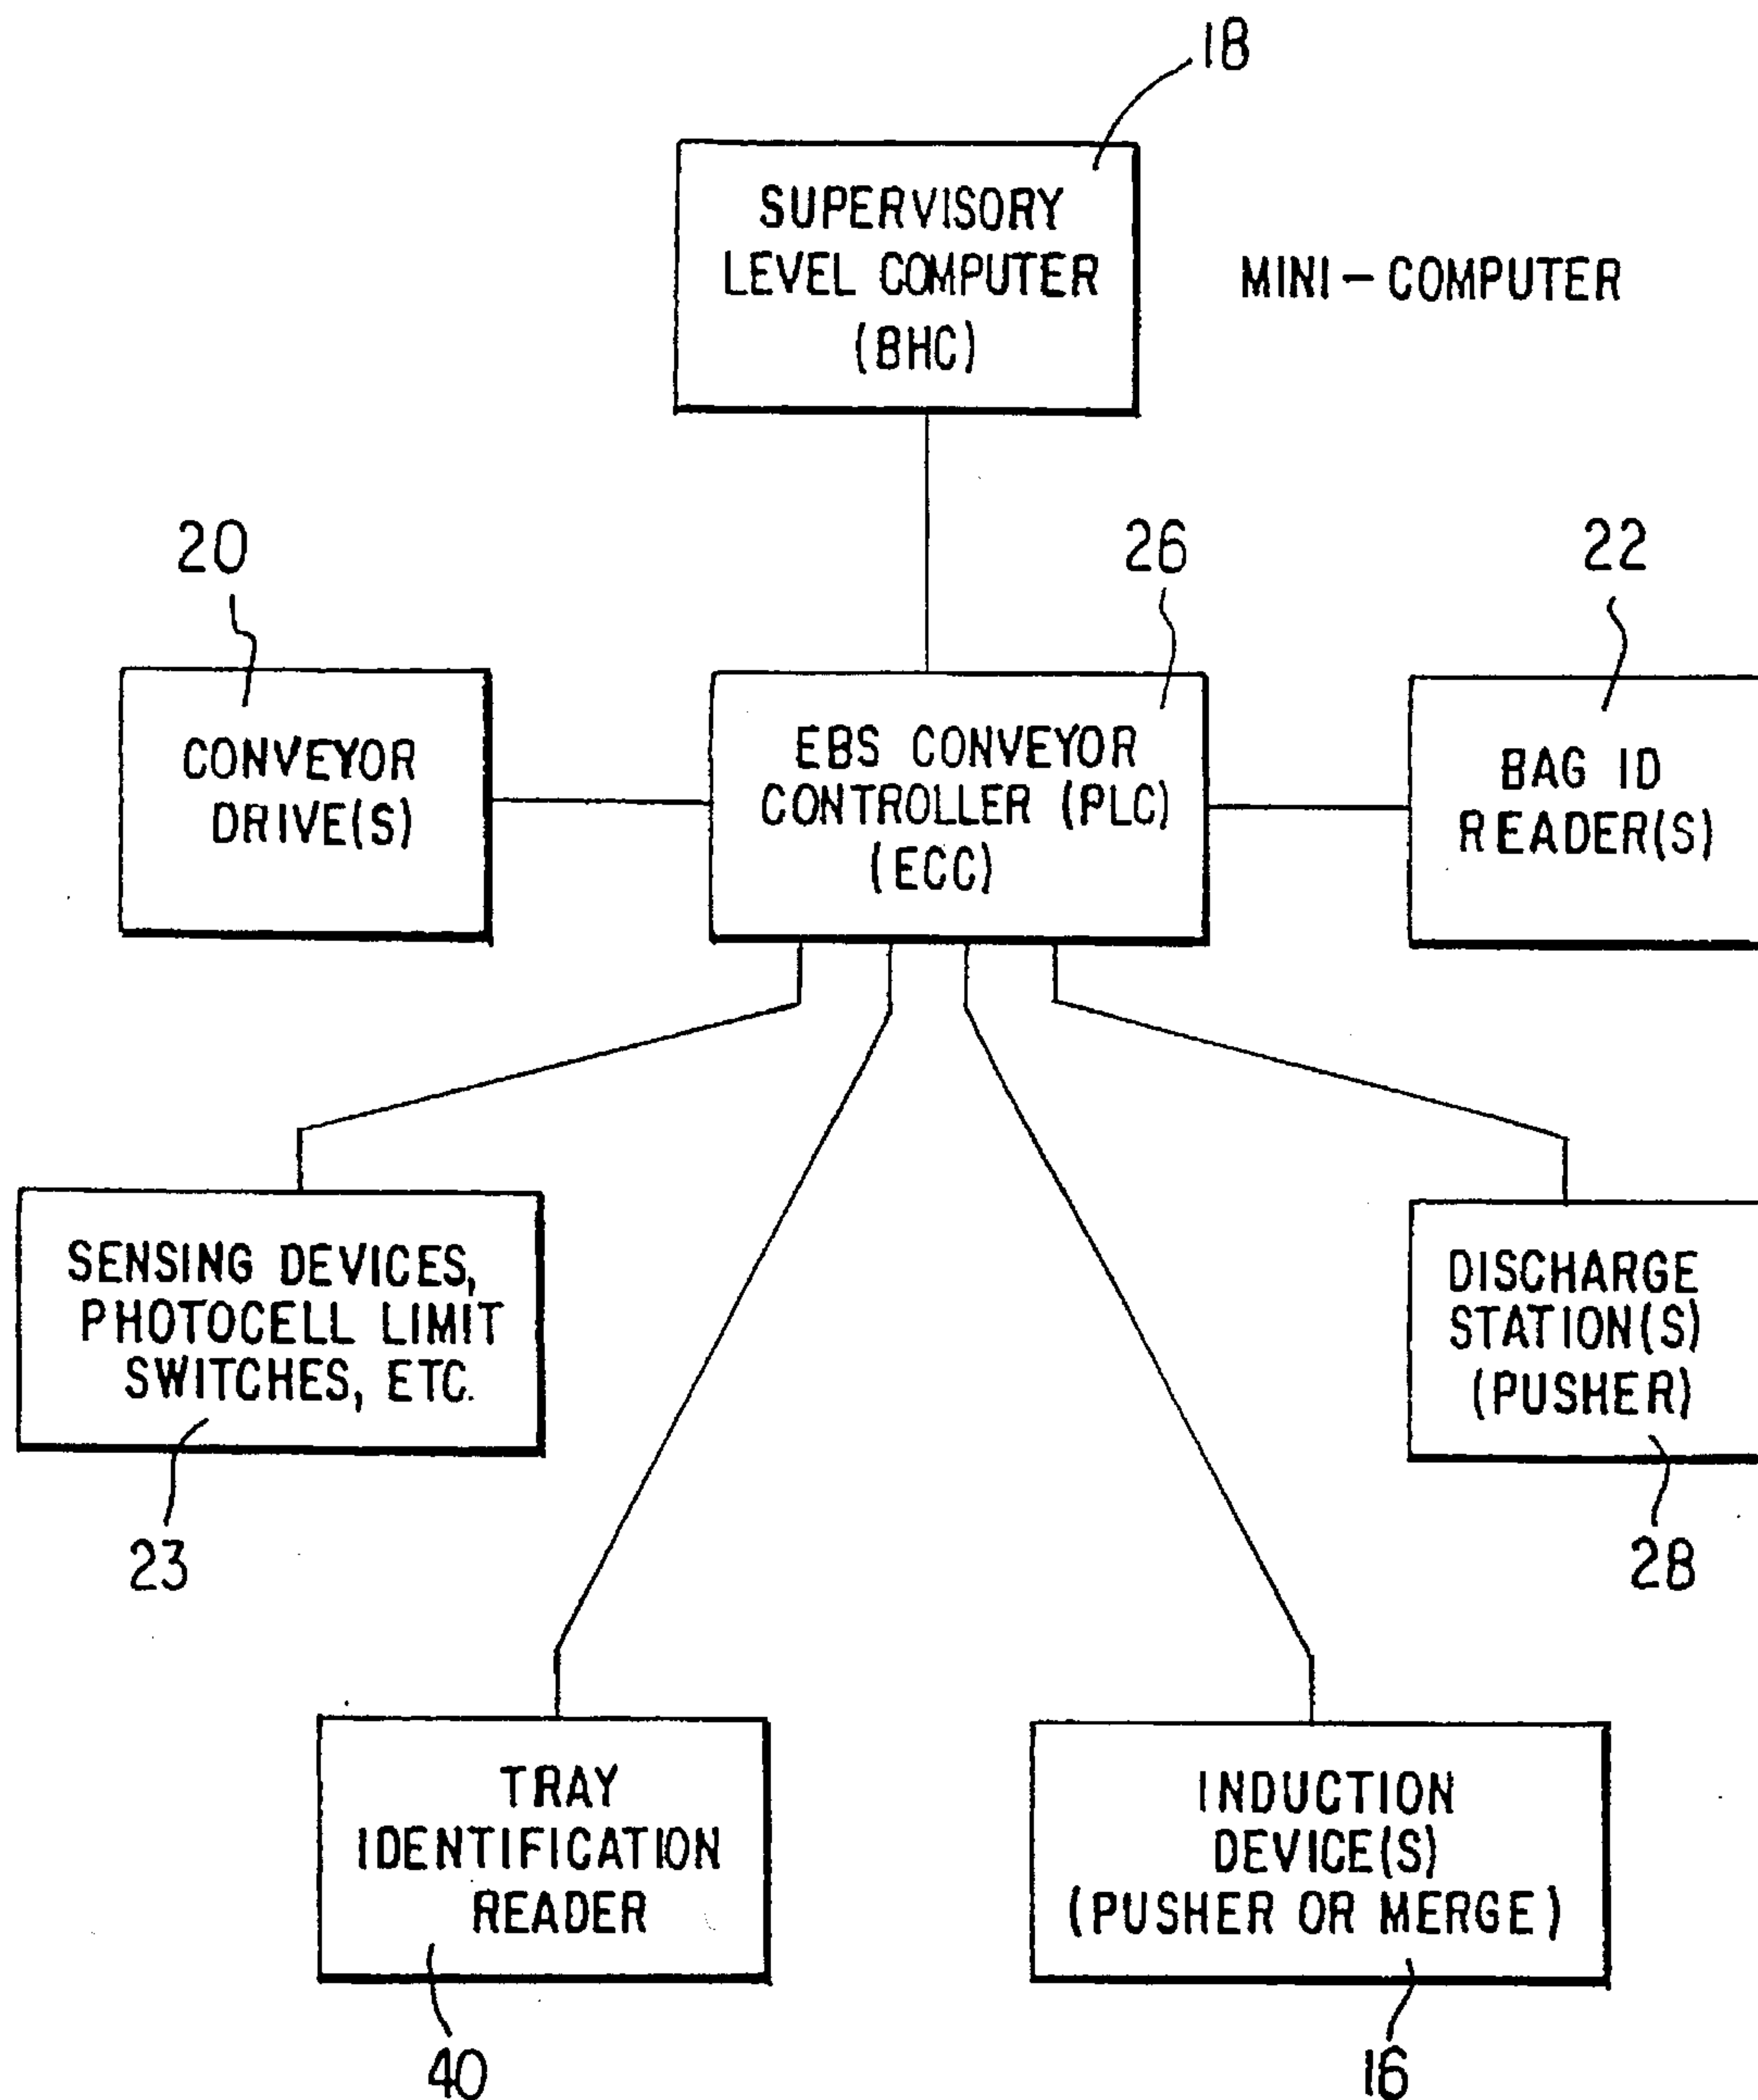 18
SUPERVISORY
LEVEL COMPUTER
(BHC)
MINI-COMPUTER
20
26
22
CONVEYOR
DRIVE(S)
EBS CONVEYOR
CONTROLLER (PLC)
(ECC)
BAG ID
READER(S)
SENSING DEVICES,
PHOTOCELL LIMIT
SWITCHES, ETC.
DISCHARGE
STATION(S)
(PUSHER)
23
28
TRAY
IDENTIFICATION
READER
INDUCTION
DEVICE(S)
(PUSHER OR MERGE)
40
16